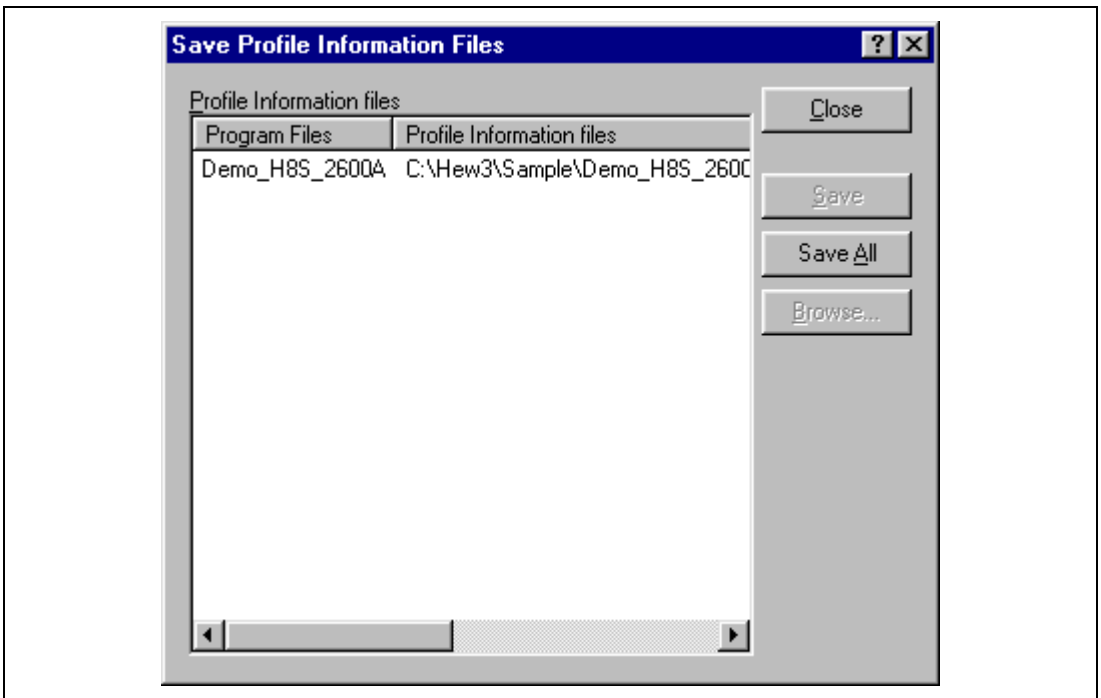 Save Profile Information Files
Profile Information files
Program Files Profile Information files
Demo_H8S_2600A C:\Hew3\Sample\Demo_H8S_260
Close
Save
Save All
Browse...